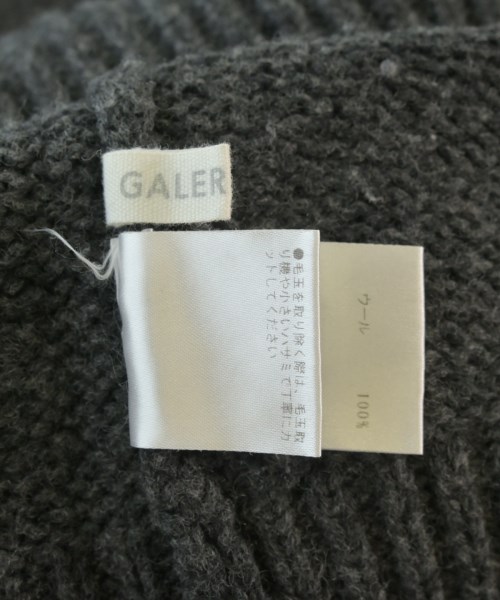 GALER
●毛玉を取り除く際は、毛玉取
り機や小さいハサミで丁寧にカ
ットしてください
ウール 100%